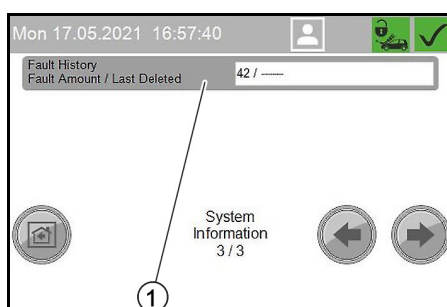 Mon 17.05.2021 16:57:40
Fault History
Fault Amount / Last Deleted
42 / -------
System
Information
3 / 3
1